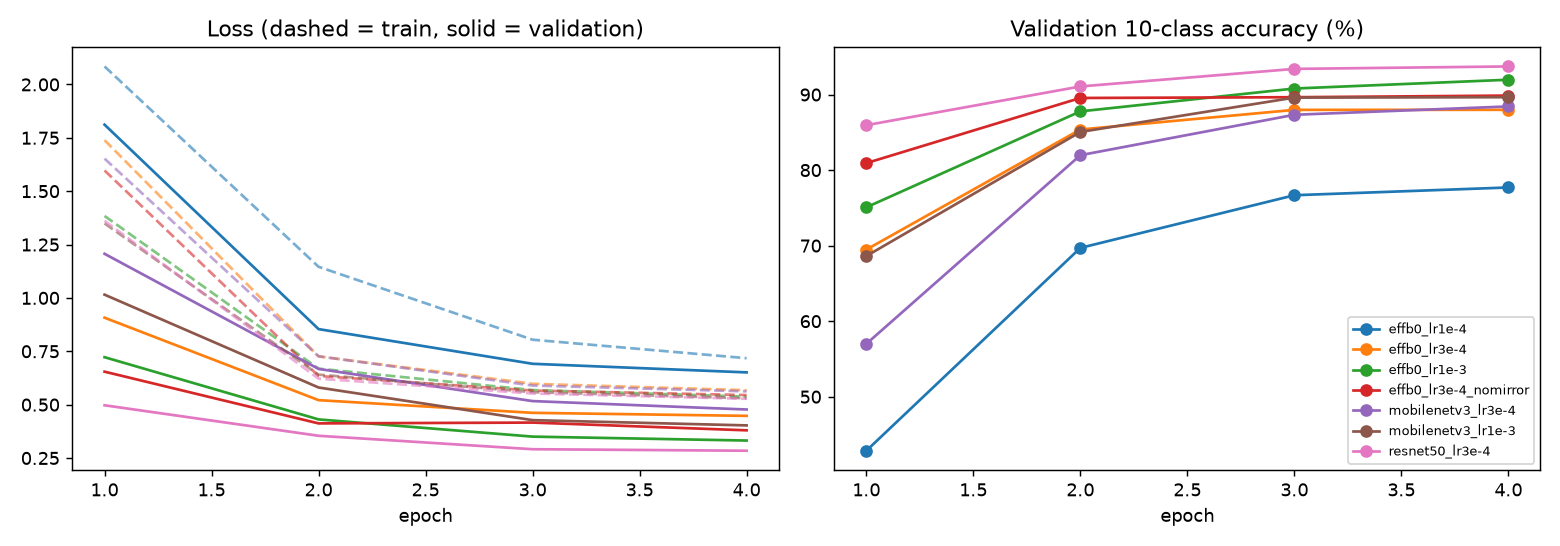 Loss (dashed = train, solid = validation)
2.00
1.75
1.50
1.25
1.00
0.75
0.50
0.25
1.0
1.5
2.0
2.5
3.0
3.5
4.0
epoch
Validation 10-class accuracy (%)
90
80
70
60
50
1.0
1.5
2.0
2.5
3.0
3.5
4.0
epoch
effb0_lr1e-4
effb0_lr3e-4
effb0_lr1e-3
effb0_lr3e-4_nomirror
mobilenetv3_lr3e-4
mobilenetv3_lr1e-3
resnet50_lr3e-4